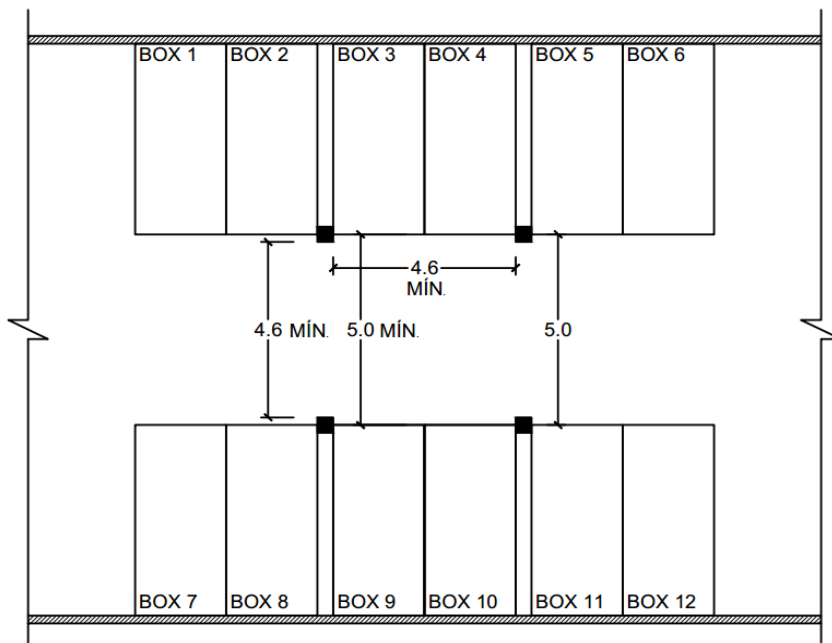 BOX 1
BOX 2
BOX 3
BOX 4
BOX 5
BOX 6
4.6
MÍN.
4.6 MÍN.
5.0 MÍN.
5.0
BOX 7
BOX 8
BOX 9
BOX 10
BOX 11
BOX 12